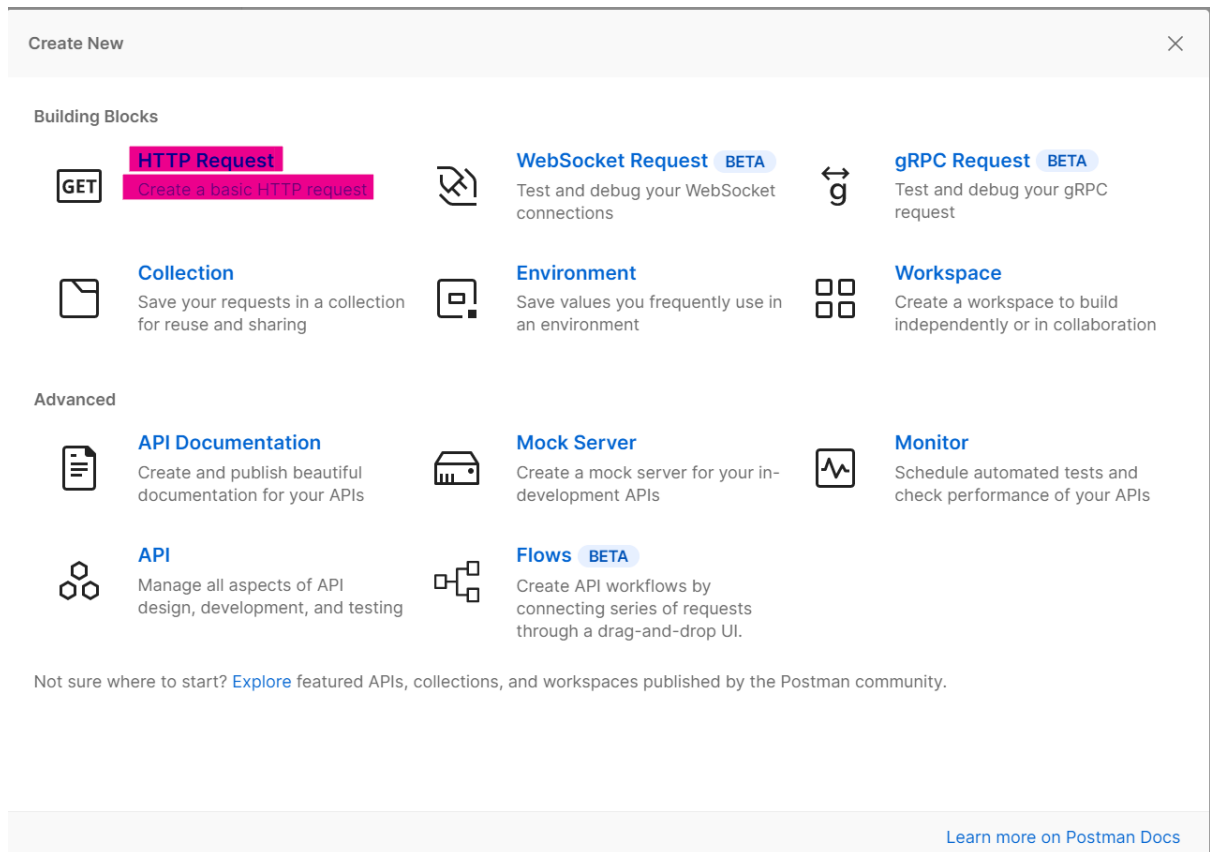 Create New
Building Blocks
GET
HTTP Request
Create a basic HTTP request
WebSocket Request BETA
Test and debug your WebSocket
connections
g
gRPC Request BETA
Test and debug your gRPC
request
Collection
Save your requests in a collection
for reuse and sharing
Environment
Save values you frequently use in
an environment
Workspace
Create a workspace to build
independently or in collaboration
Advanced
API Documentation
Create and publish beautiful
documentation for your APIs
Mock Server
Create a mock server for your in-
development APIs
Monitor
Schedule automated tests and
check performance of your APIs
API
Manage all aspects of API
design, development, and testing
Flows BETA
Create API workflows by
connecting series of requests
through a drag-and-drop UI.
Not sure where to start? Explore featured APIs, collections, and workspaces published by the Postman community.
Learn more on Postman Docs